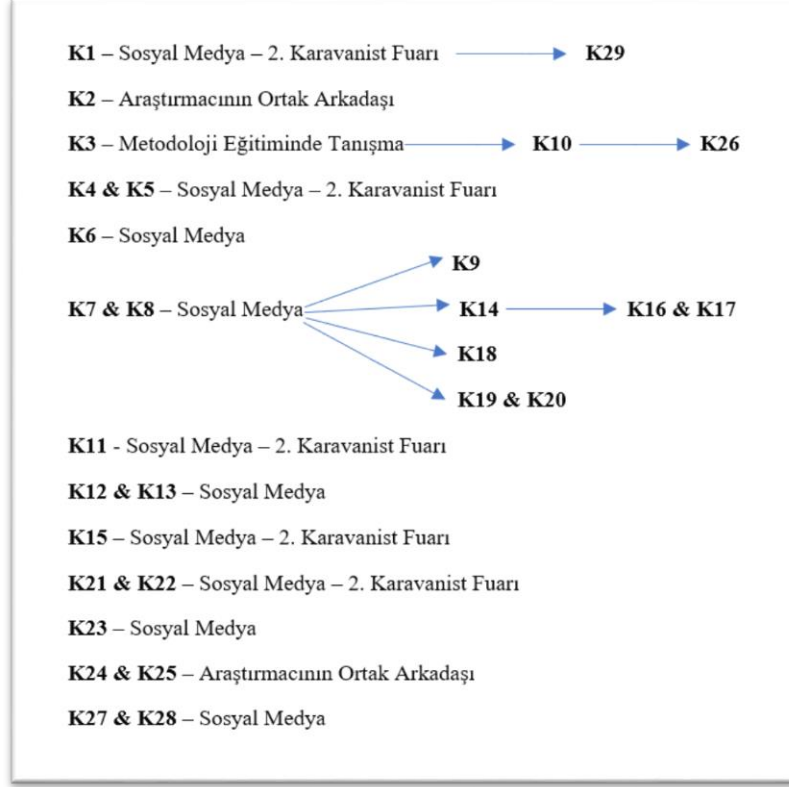 K1 – Sosyal Medya – 2. Karavanist Fuarı K29
K2 – Araştırmacının Ortak Arkadaşı
K3 – Metodoloji Eğitiminde Tanışma K10 K26
K4 & K5 – Sosyal Medya – 2. Karavanist Fuarı
K6 – Sosyal Medya
K9
K7 & K8 – Sosyal Medya K14 K16 & K17
K18
K19 & K20
K11 - Sosyal Medya – 2. Karavanist Fuarı
K12 & K13 – Sosyal Medya
K15 – Sosyal Medya – 2. Karavanist Fuarı
K21 & K22 – Sosyal Medya – 2. Karavanist Fuarı
K23 – Sosyal Medya
K24 & K25 – Araştırmacının Ortak Arkadaşı
K27 & K28 – Sosyal Medya